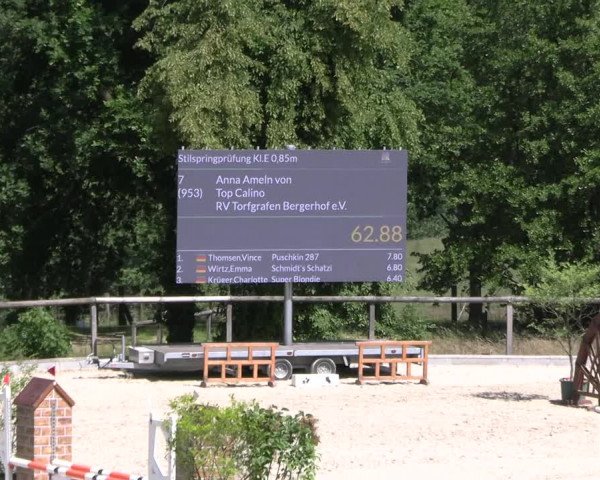 Stilspringprüfung Kl.E 0,85m
7 Anna Ameln von
(953) Top Calino
RV Torfgrafen Bergerhof e.V.
62.88
1. Thomsen,Vince Puschkin 287 7.80
2. Wirtz,Emma Schmidt's Schatzi 6.80
3. Krüger,Charlotte Super Blondie 6.40